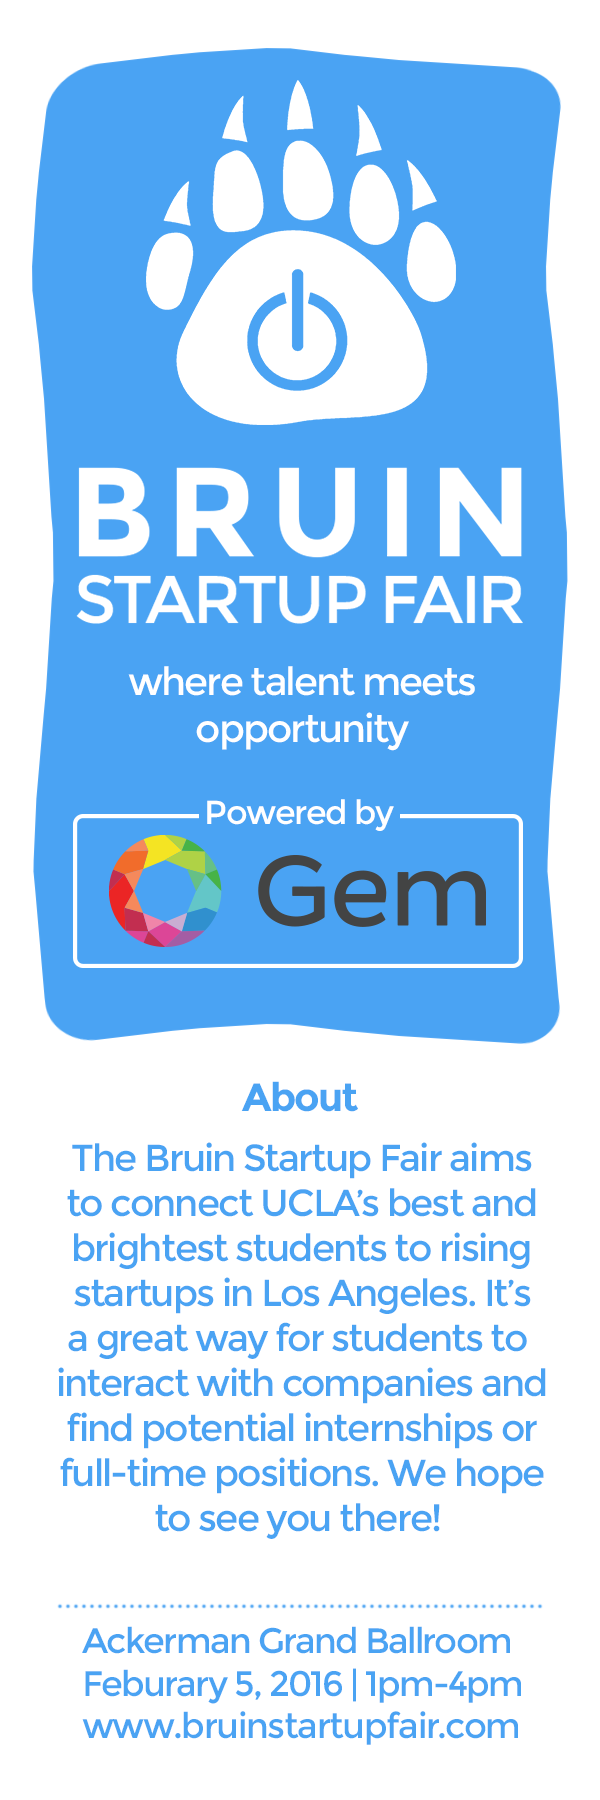 BRUIN
STARTUP FAIR
where talent meets
opportunity
Powered by
Gem
About
The Bruin Startup Fair aims
to connect UCLA’s best and
brightest students to rising
startups in Los Angeles. It’s
a great way for students to
interact with companies and
find potential internships or
full-time positions. We hope
to see you there!
Ackerman Grand Ballroom
Feburary 5, 2016 | 1pm-4pm
www.bruinstartupfair.com